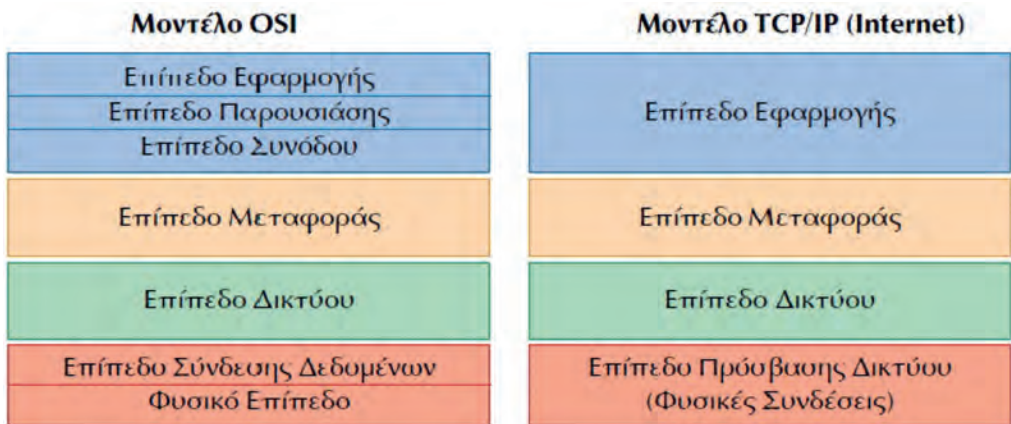 Μοντέλο OSI
Επίπεδο Εφαρμογής
Επίπεδο Παρουσιάσης
Επίπεδο Συνόδου
Επίπεδο Μεταφοράς
Επίπεδο Δικτύου
Επίπεδο Σύνδεσης Δεδομένων
Φυσικό Επίπεδο
Μοντέλο TCP/IP (Internet)
Επίπεδο Εφαρμογής
Επίπεδο Μεταφοράς
Επίπεδο Δικτύου
Επίπεδο Πρόσβασης Δικτύου
(Φυσικές Συνδέσεις)